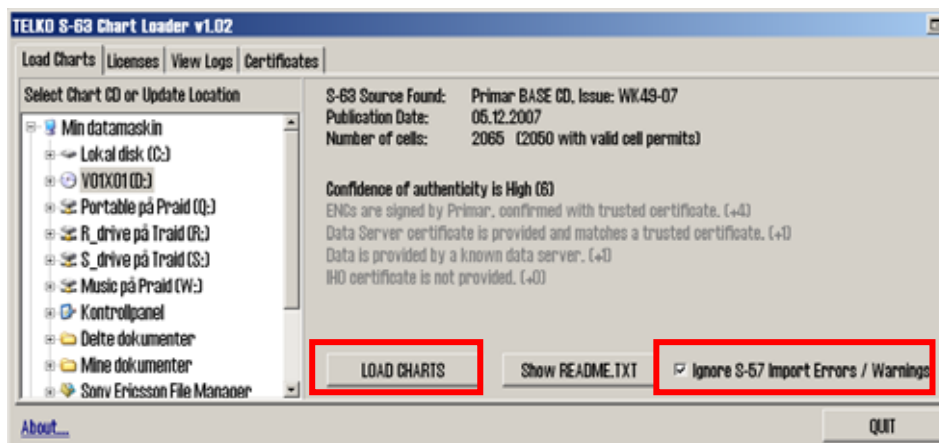 TELKO S-63 Chart Loader v1.02
Load Charts Licenses View Logs Certificates
Select Chart CD or Update Location
Min datamaskin
Lokal disk (C:)
V01X01 (D:)
Portable på Praid (Q:)
R_drive på Traid (R:)
S_drive på Traid (S:)
Music på Praid (W:)
Kontrollpanel
Delte dokumenter
Mine dokumenter
Sony Ericsson File Manager
S-63 Source Found: Primar BASE CD, Issue: WK49-07
Publication Date: 05.12.2007
Number of cells: 2065 (2050 with valid cell permits)
Confidence of authenticity is High (6)
ENCs are signed by Primar, confirmed with trusted certificate. (+4)
Data Server certificate is provided and matches a trusted certificate. (+1)
Data is provided by a known data server. (+1)
IHO certificate is not provided. (+0)
LOAD CHARTS Show README.TXT Ignore S-57 Import Errors / Warnings
About... QUIT